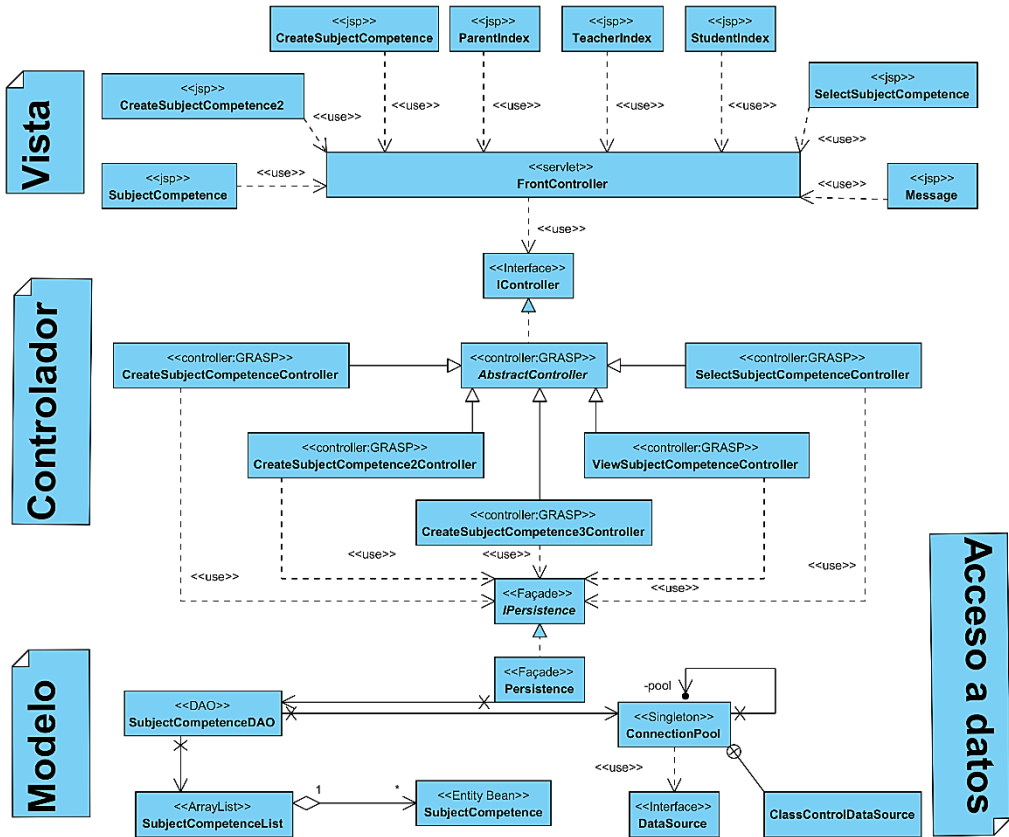 <<jsp>>
CreateSubjectCompetence
<<jsp>>
ParentIndex
<<jsp>>
TeacherIndex
<<jsp>>
StudentIndex
Vista
<<jsp>>
CreateSubjectCompetence2
<<jsp>>
SelectSubjectCompetence
<<use>>
<<use>>
<<use>>
<<use>>
<<use>>
<<use>>
<<servlet>>
FrontController
<<jsp>>
SubjectCompetence
<<use>>
<<use>>
<<jsp>>
Message
<<use>>
<<Interface>>
IController
Controlador
<<controller:GRASP>>
CreateSubjectCompetenceController
<<controller:GRASP>>
AbstractController
<<controller:GRASP>>
SelectSubjectCompetenceController
<<controller:GRASP>>
CreateSubjectCompetence2Controller
<<controller:GRASP>>
ViewSubjectCompetenceController
<<controller:GRASP>>
CreateSubjectCompetence3Controller
<<use>>
<<use>>
<<use>>
<<use>>
<<use>>
<<Façade>>
IPersistence
Acceso a datos
Modelo
<<Façade>>
Persistence
-pool
<<DAO>>
SubjectCompetenceDAO
<<Singleton>>
ConnectionPool
<<use>>
<<ArrayList>>
SubjectCompetenceList
1
*
<<Entity Bean>>
SubjectCompetence
<<Interface>>
DataSource
ClassControlDataSource